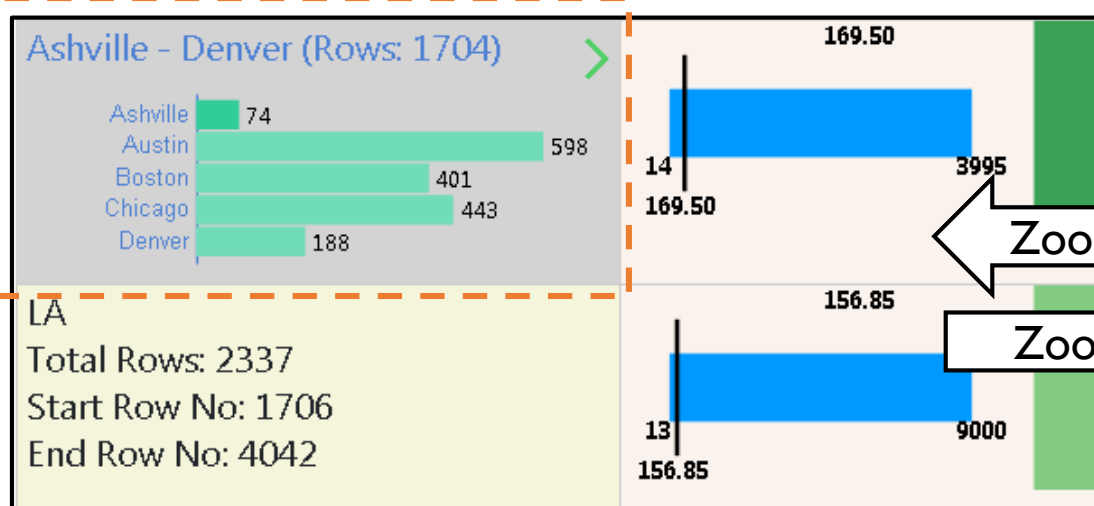 Ashville - Denver (Rows: 1704)
Ashville 74
Austin 598
Boston 401
Chicago 443
Denver 188
169.50
14 3995
169.50
Zoo
LA
Total Rows: 2337
Start Row No: 1706
End Row No: 4042
156.85
Zoo
13 9000
156.85